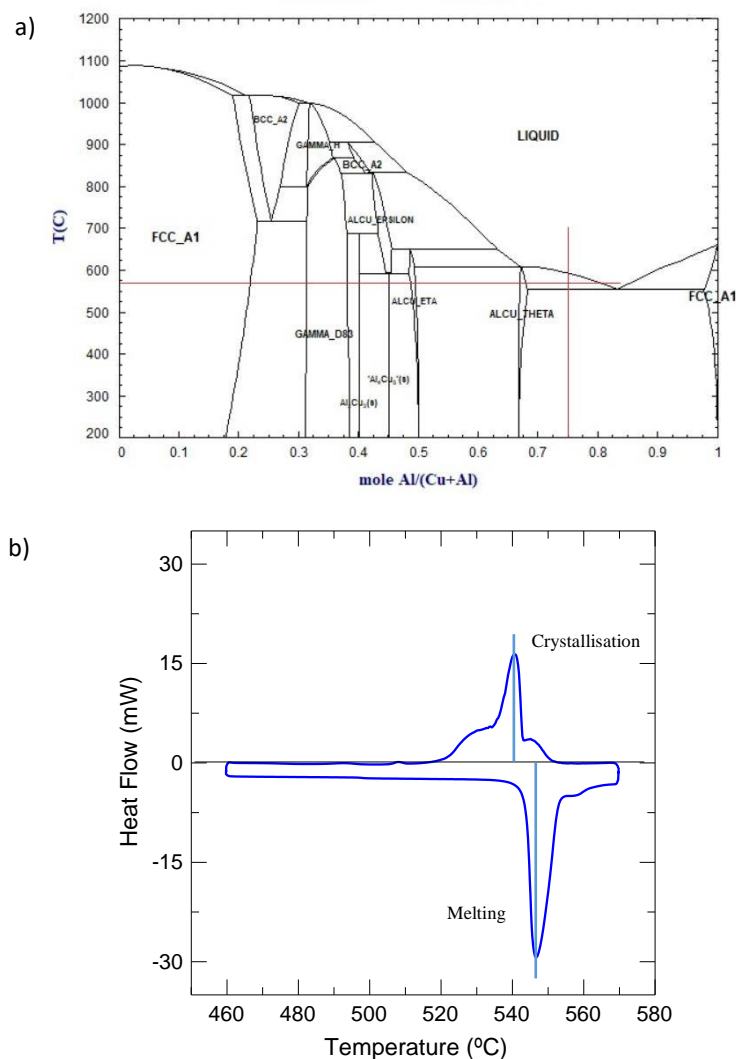 a)
1200
1100
1000
900
800
700
600
500
400
300
200
T(C)
BCC_A2
GAMMA_H
BCC_A2
LIQUID
ALCU_EPSILON
FCC_A1
ALCU_ETA
ALCU_THETA
FCC_A1
GAMMA_D83
0 0.1 0.2 0.3 0.4 0.5 0.6 0.7 0.8 0.9 1
mole Al/(Cu+Al)
b)
30
15
0
-15
-30
Heat Flow (mW)
Crystallisation
Melting
460 480 500 520 540 560 580
Temperature (ºC)